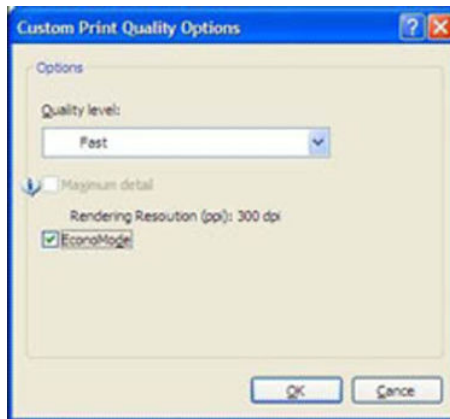 Custom Print Quality Options
Options
Quality level:
Fast
Maximum detail
Rendering Resoution (ppi): 300 dpi
EconoMode
OK
Cance